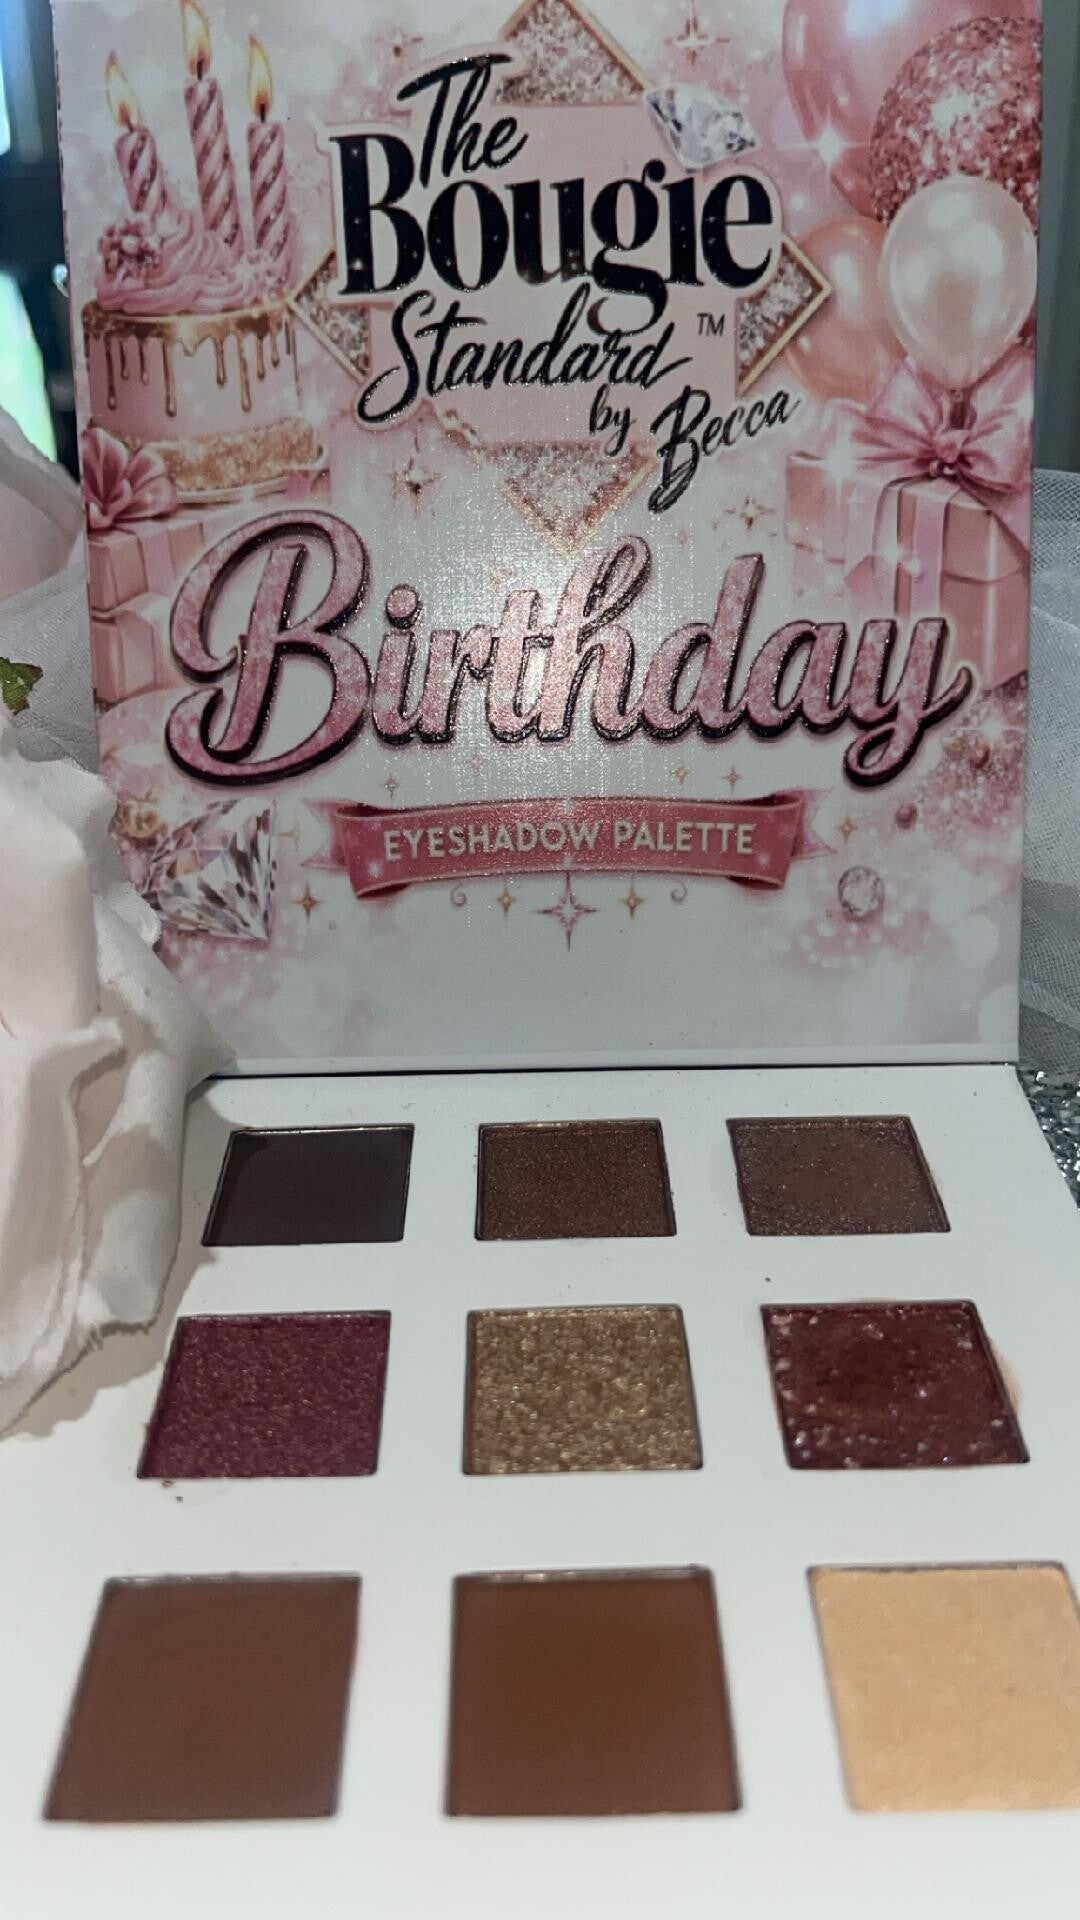 The
Bougie
Standard™
by Becca
Birthday
EYESHADOW PALETTE